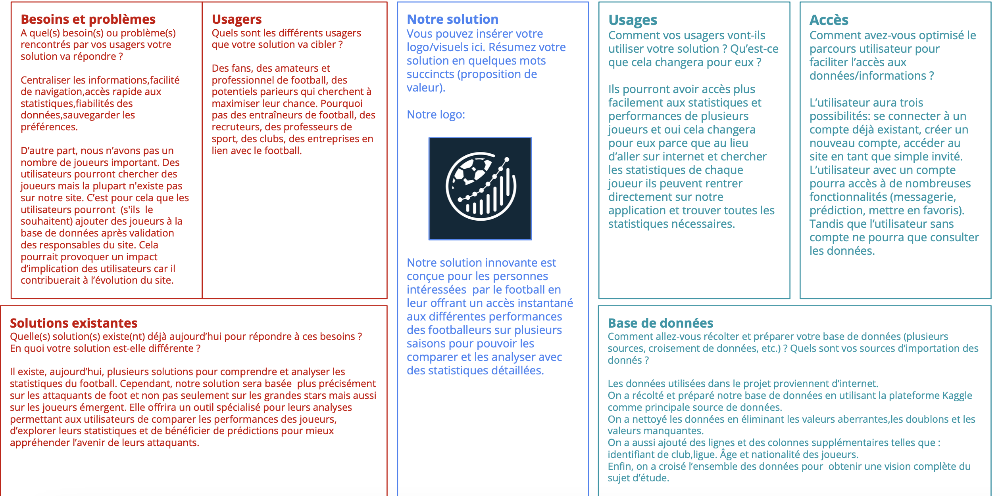 Besoins et problèmes
A quel(s) besoin(s) ou problème(s)
rencontrés par vos usagers votre
solution va répondre ?
Centraliser les informations,facilité
de navigation,accès rapide aux
statistiques,fiabilités des
données,sauvegarder les
préférences.
D’autre part, nous n’avons pas un
nombre de joueurs important. Des
utilisateurs pourront chercher des
joueurs mais la plupart n'existe pas
sur notre site. C’est pour cela que les
utilisateurs pourront  (s'ils  le
souhaitent) ajouter des joueurs à la
base de données après validation
des responsables du site. Cela
pourrait provoquer un impact
d’implication des utilisateurs car il
contribuerait à l’évolution du site.
Usagers
Quels sont les différents usagers
que votre solution va cibler ?
Des fans, des amateurs et
professionnel de football, des
potentiels parieurs qui cherchent à
maximiser leur chance. Pourquoi
pas des entraîneurs de football, des
recruteurs, des professeurs de
sport, des clubs, des entreprises en
lien avec le football.
Solutions existantes
Quelle(s) solution(s) existe(nt) déjà aujourd’hui pour répondre à ces besoins ?
En quoi votre solution est-elle différente ?
Il existe, aujourd’hui, plusieurs solutions pour comprendre et analyser les
statistiques du football. Cependant, notre solution sera basée  plus précisément
sur les attaquants de foot et non pas seulement sur les grandes stars mais aussi
sur les joueurs émergent. Elle offrira un outil spécialisé pour leurs analyses
permettant aux utilisateurs de comparer les performances des joueurs,
d’explorer leurs statistiques et de bénéficier de prédictions pour mieux
appréhender l’avenir de leurs attaquants.
Notre solution
Vous pouvez insérer votre
logo/visuels ici. Résumez votre
solution en quelques mots
succincts (proposition de
valeur).
Notre logo:
Notre solution innovante est
conçue pour les personnes
intéressées  par le football en
leur offrant un accès instantané
aux différentes performances
des footballeurs sur plusieurs
saisons pour pouvoir les
comparer et les analyser avec
des statistiques détaillées.
Usages
Comment vos usagers vont-ils
utiliser votre solution ? Qu’est-ce
que cela changera pour eux ?
Ils pourront avoir accès plus
facilement aux statistiques et
performances de plusieurs
joueurs et oui cela changera
pour eux parce que au lieu
d’aller sur internet et chercher
les statistiques de chaque
joueur ils peuvent rentrer
directement sur notre
application et trouver toutes les
statistiques nécessaires.
Accès
Comment avez-vous optimisé le
parcours utilisateur pour
faciliter l’accès aux
données/informations ?
L’utilisateur aura trois
possibilités: se connecter à un
compte déjà existant, créer un
nouveau compte, accéder au
site en tant que simple invité.
L’utilisateur avec un compte
pourra accès à de nombreuses
fonctionnalités (messagerie,
prédiction, mettre en favoris).
Tandis que l’utilisateur sans
compte ne pourra que consulter
les données.
Base de données
Comment allez-vous récolter et préparer votre base de données (plusieurs
sources, croisement de données, etc.) ? Quels sont vos sources d’importation des
donnés ?
Les données utilisées dans le projet proviennent d’internet.
On a récolté et préparé notre base de données en utilisant la plateforme Kaggle
comme principale source de données.
On a nettoyé les données en éliminant les valeurs aberrantes,les doublons et les
valeurs manquantes.
On a aussi ajouté des lignes et des colonnes supplémentaires telles que :
identifiant de club,ligue. Âge et nationalité des joueurs.
Enfin, on a croisé l’ensemble des données pour  obtenir une vision complète du
sujet d’étude.